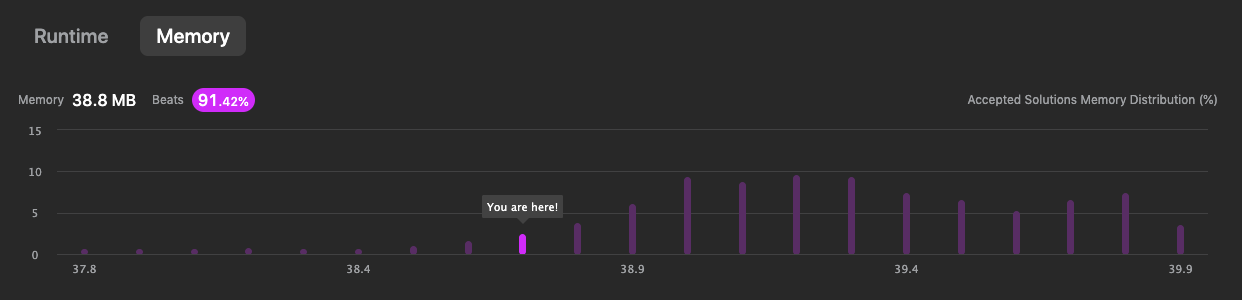 Runtime Memory
Memory 38.8 MB Beats 91.42% Accepted Solutions Memory Distribution (%)
15
10
You are here!
5
0
37.8 38.4 38.9 39.4 39.9